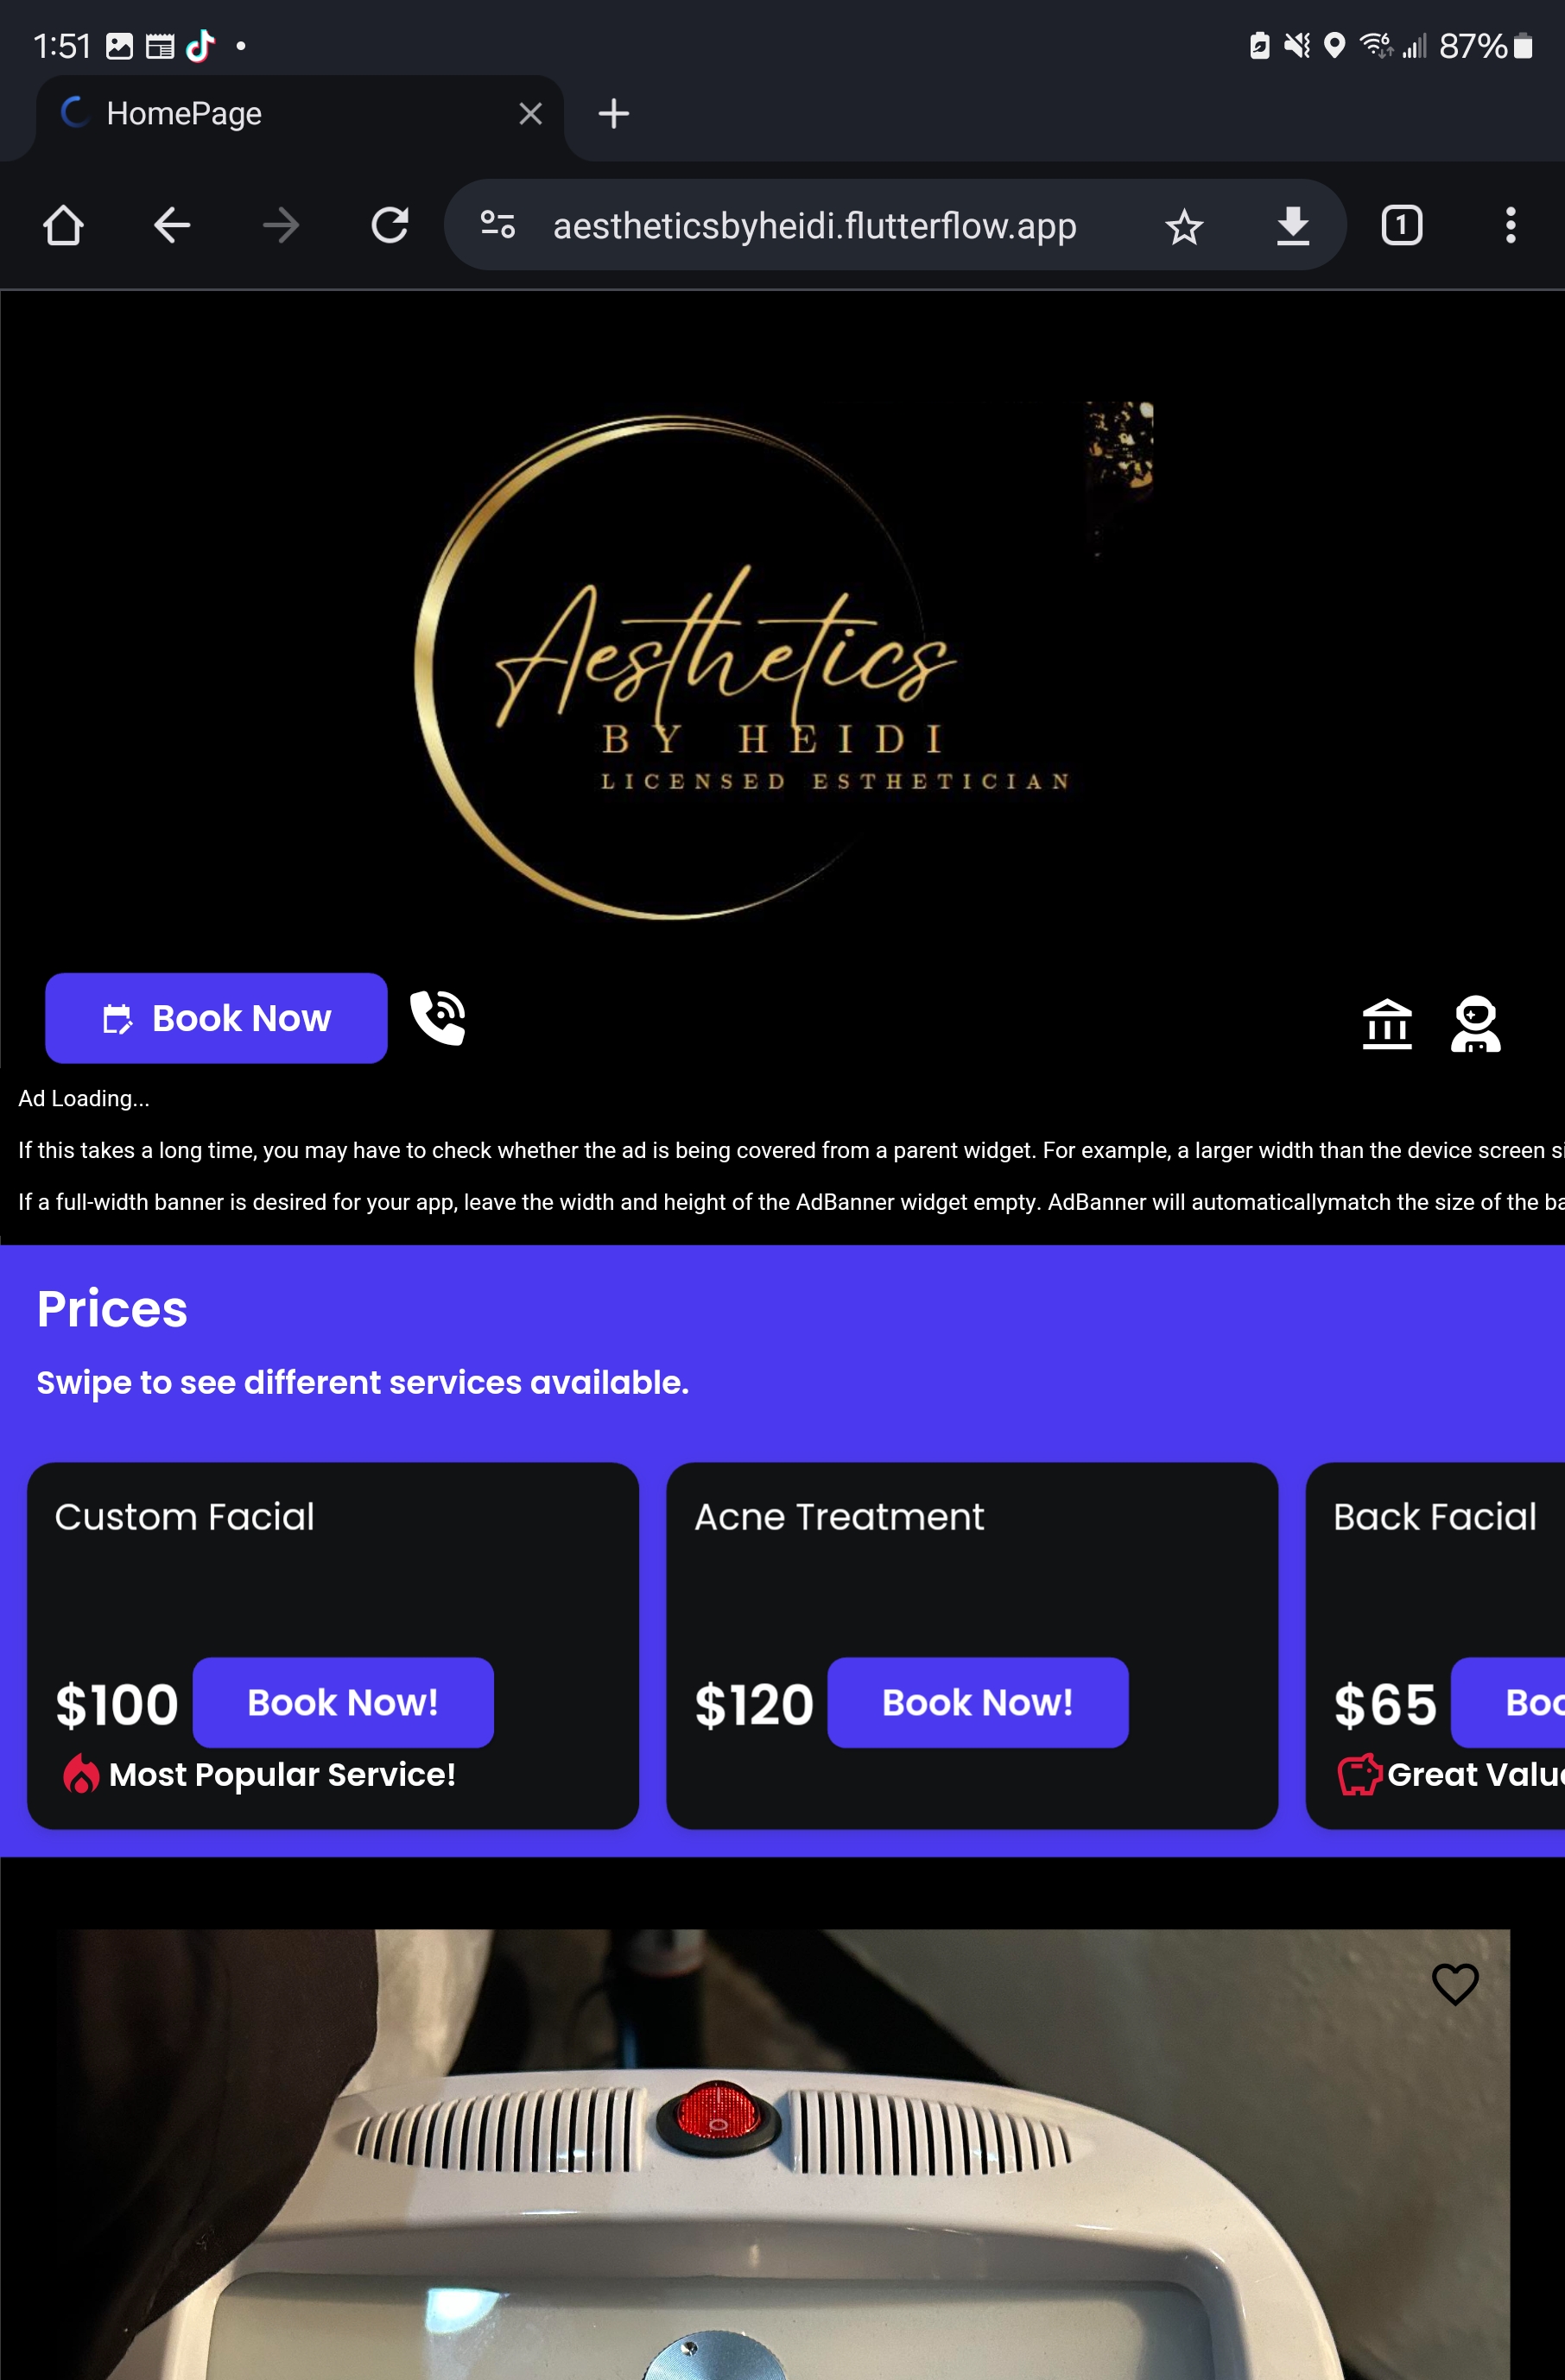 1:51
87%
HomePage
aestheticsbyheidi.flutterflow.app
1
Aesthetics
BY HEIDI
LICENSED ESTHETICIAN
Book Now
Ad Loading...
If this takes a long time, you may have to check whether the ad is being covered from a parent widget. For example, a larger width than the device screen si
If a full-width banner is desired for your app, leave the width and height of the AdBanner widget empty. AdBanner will automaticallymatch the size of the ba
Prices
Swipe to see different services available.
Custom Facial
$100 Book Now!
Most Popular Service!
Acne Treatment
$120 Book Now!
Back Facial
$65 Boo
Great Value